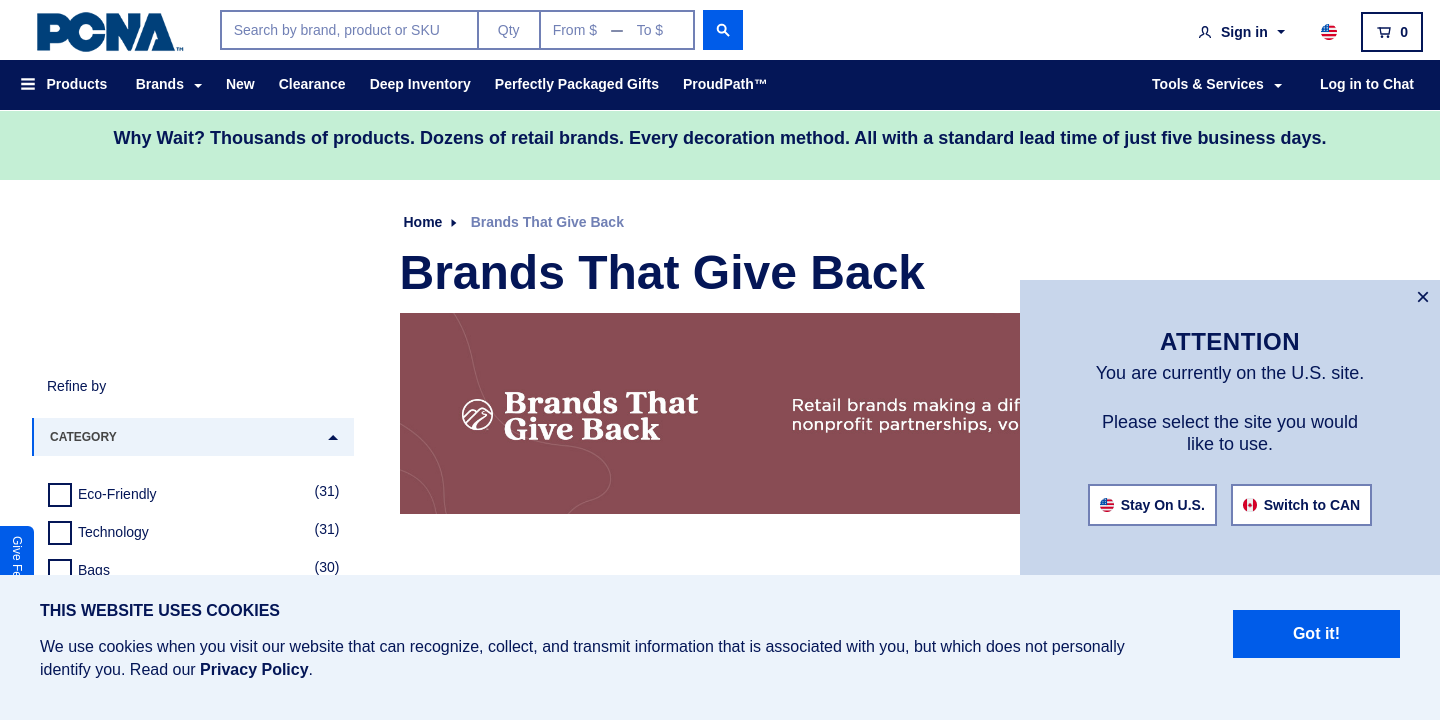 PCNA™
Search by brand, product or SKU
Qty
From $ — To $
Sign in
0
Products
Brands
New
Clearance
Deep Inventory
Perfectly Packaged Gifts
ProudPath™
Tools & Services
Log in to Chat
Why Wait? Thousands of products. Dozens of retail brands. Every decoration method. All with a standard lead time of just five business days.
Home
Brands That Give Back
Brands That Give Back
Brands That
Give Back
Retail brands making a dif
nonprofit partnerships, vo
×
ATTENTION
You are currently on the U.S. site.
Please select the site you would
like to use.
Stay On U.S.
Switch to CAN
Refine by
CATEGORY
Eco-Friendly (31)
Technology (31)
Bags (30)
Give Fe
THIS WEBSITE USES COOKIES
We use cookies when you visit our website that can recognize, collect, and transmit information that is associated with you, but which does not personally
identify you. Read our Privacy Policy.
Got it!